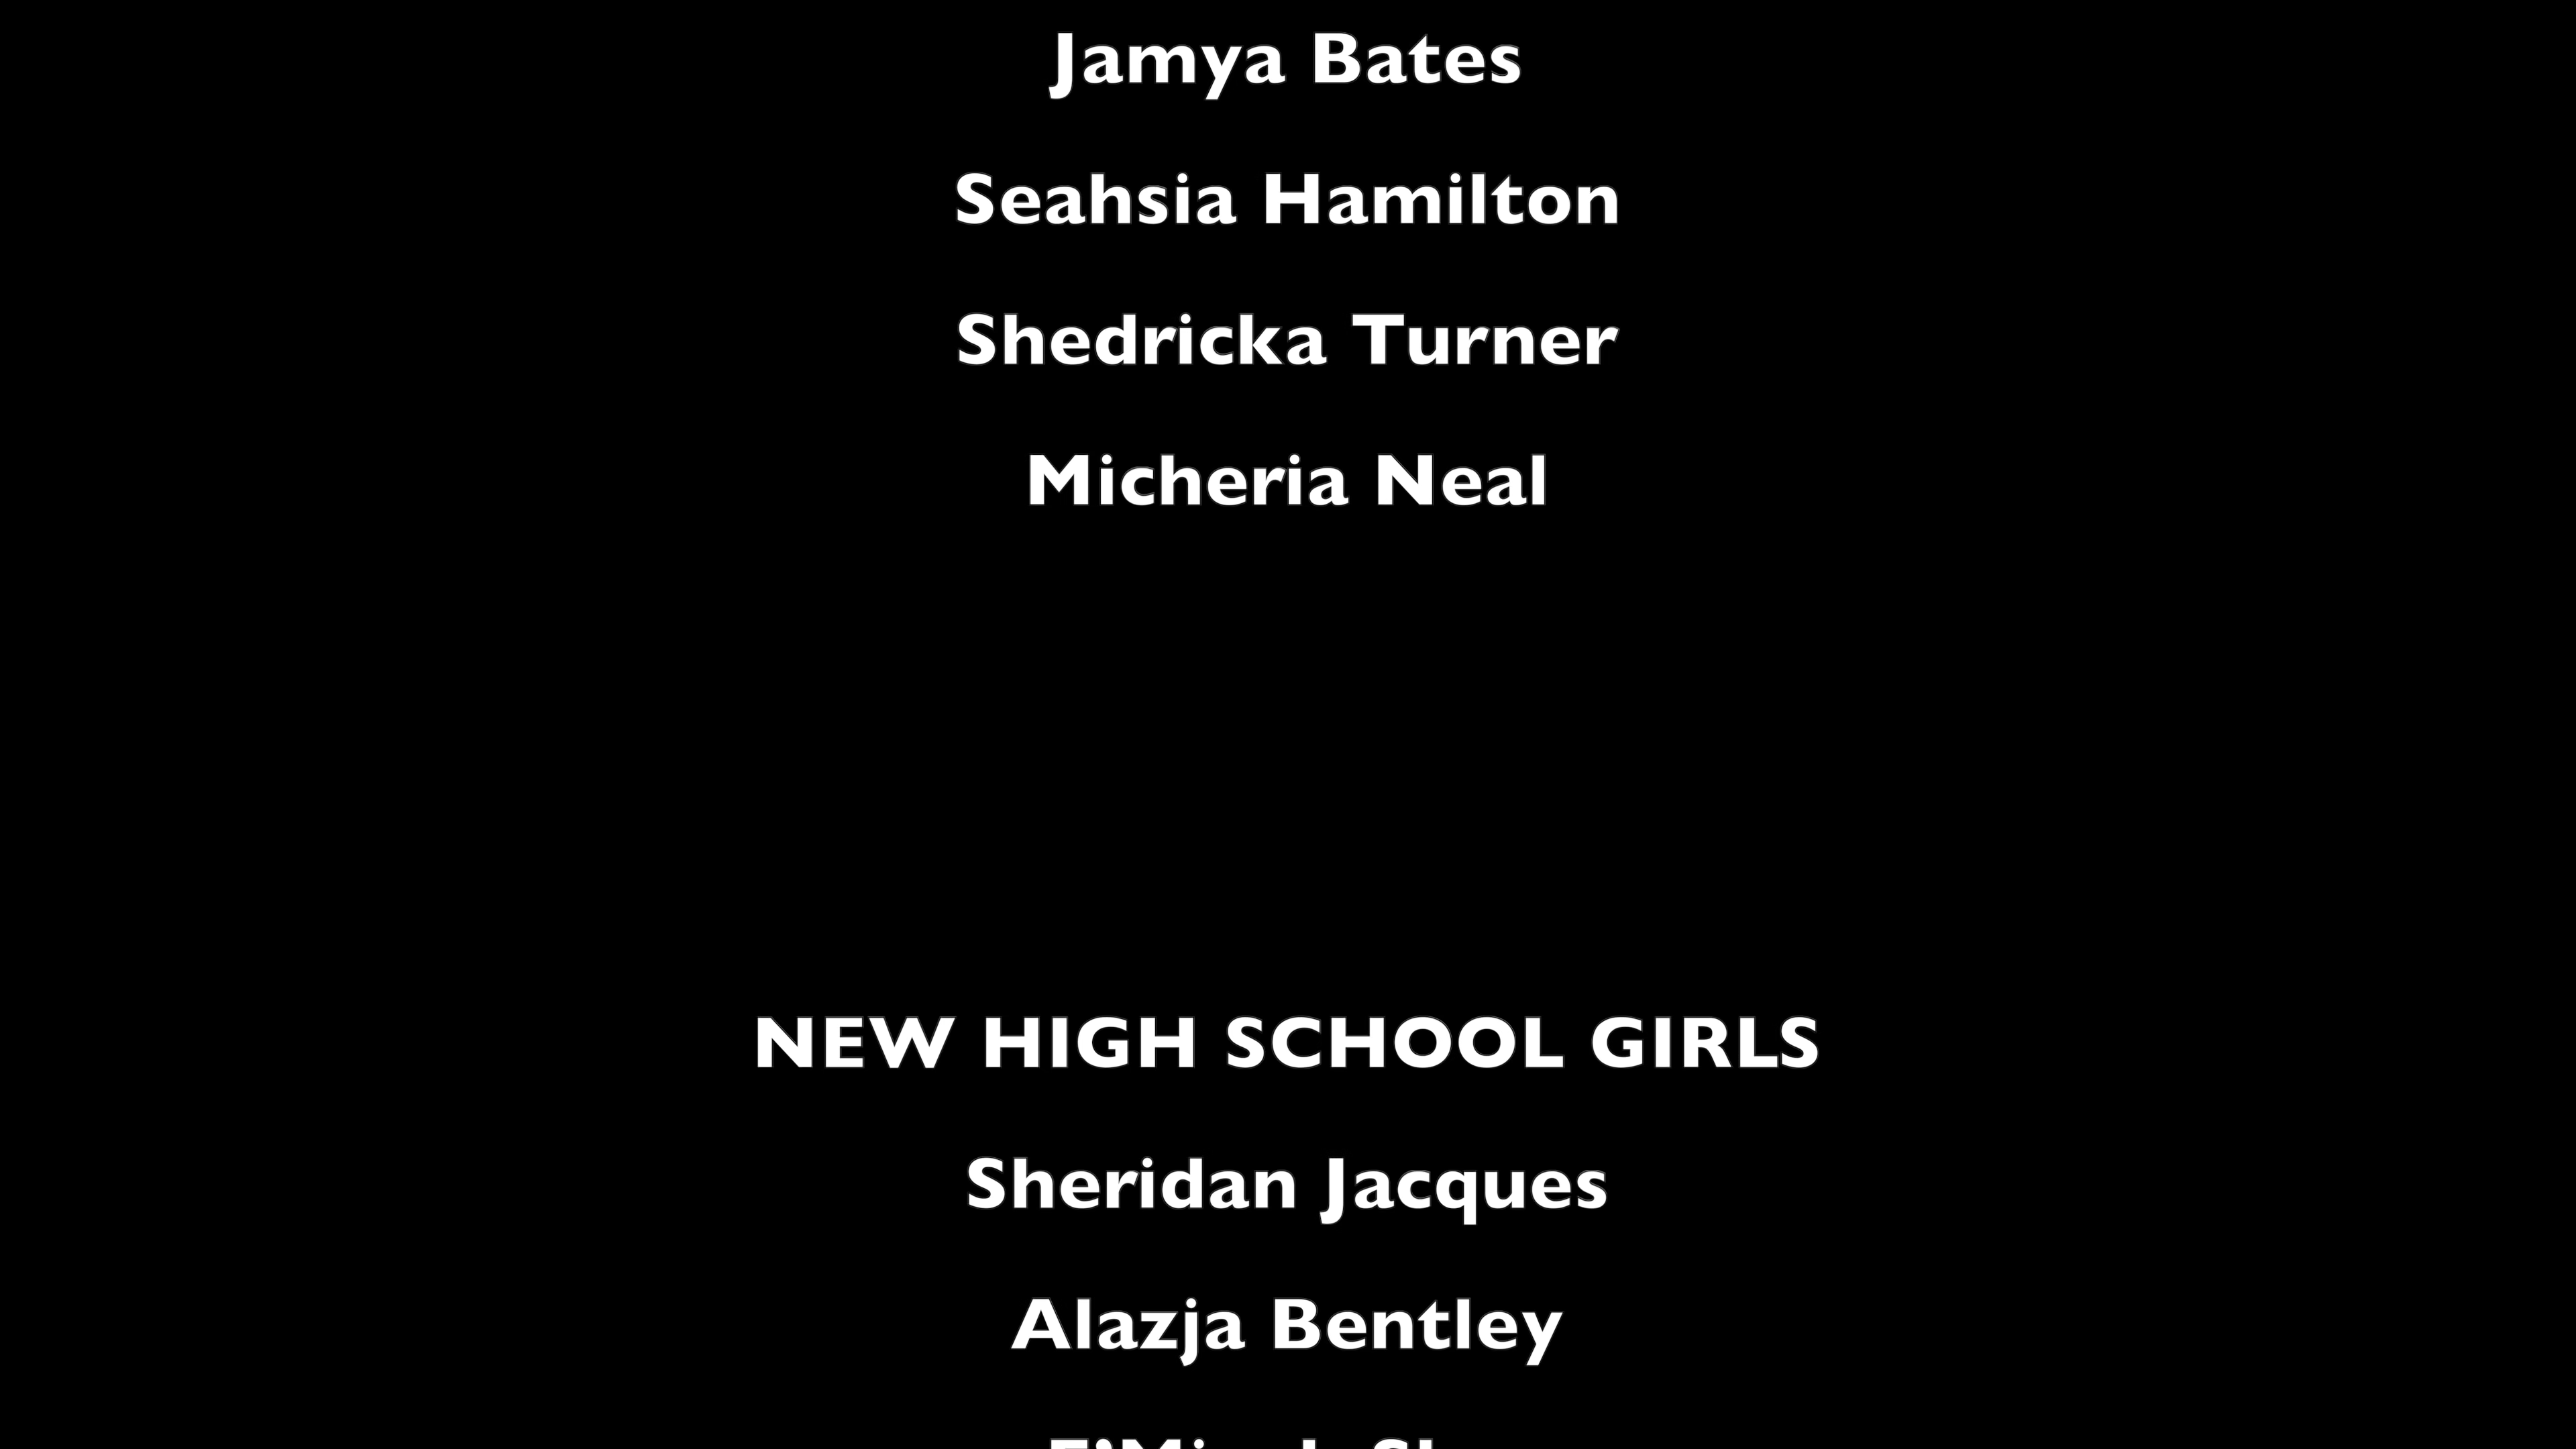 Jamya Bates
Seahsia Hamilton
Shedricka Turner
Micheria Neal
NEW HIGH SCHOOL GIRLS
Sheridan Jacques
Alazja Bentley